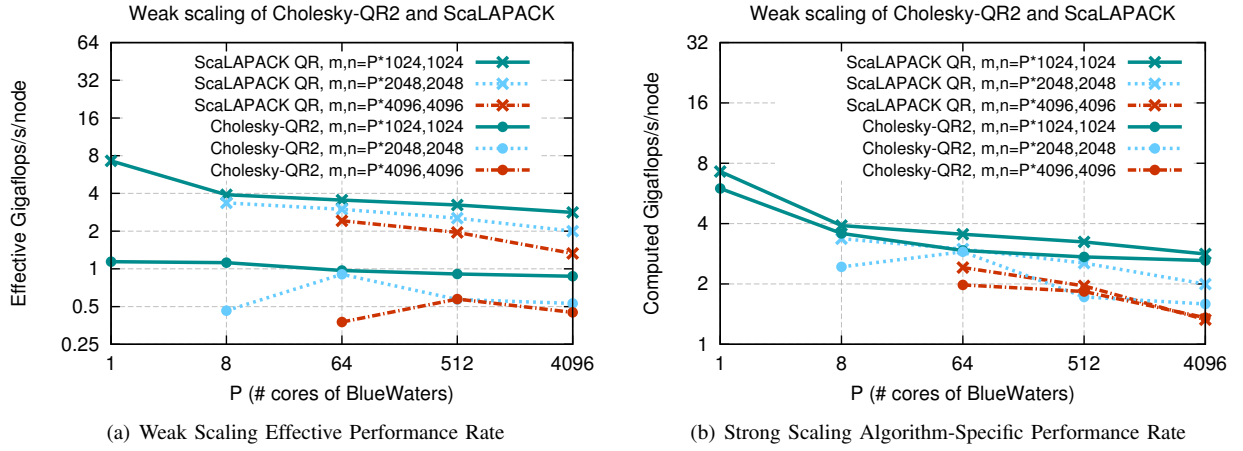 Weak scaling of Cholesky-QR2 and ScaLAPACK
Effective Gigaflops/s/node
64
32
16
8
4
2
1
0.5
0.25
ScaLAPACK QR, m,n=P*1024,1024
ScaLAPACK QR, m,n=P*2048,2048
ScaLAPACK QR, m,n=P*4096,4096
Cholesky-QR2, m,n=P*1024,1024
Cholesky-QR2, m,n=P*2048,2048
Cholesky-QR2, m,n=P*4096,4096
1 8 64 512 4096
P (# cores of BlueWaters)
(a) Weak Scaling Effective Performance Rate
Weak scaling of Cholesky-QR2 and ScaLAPACK
Computed Gigaflops/s/node
32
16
8
4
2
1
ScaLAPACK QR, m,n=P*1024,1024
ScaLAPACK QR, m,n=P*2048,2048
ScaLAPACK QR, m,n=P*4096,4096
Cholesky-QR2, m,n=P*1024,1024
Cholesky-QR2, m,n=P*2048,2048
Cholesky-QR2, m,n=P*4096,4096
1 8 64 512 4096
P (# cores of BlueWaters)
(b) Strong Scaling Algorithm-Specific Performance Rate